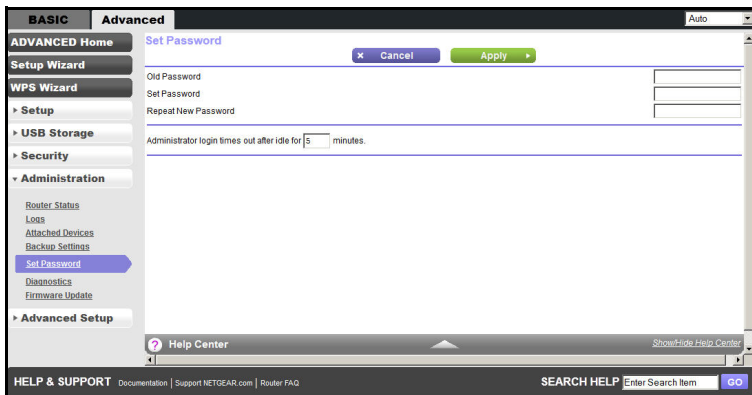 BASIC Advanced Auto
ADVANCED Home
Setup Wizard
WPS Wizard
Setup
USB Storage
Security
Administration
Router Status
Logs
Attached Devices
Backup Settings
Set Password
Diagnostics
Firmware Update
Advanced Setup
Set Password
Cancel Apply
Old Password
Set Password
Repeat New Password
Administrator login times out after idle for 5 minutes.
? Help Center Show/Hide Help Center
HELP & SUPPORT Documentation | Support NETGEAR.com | Router FAQ SEARCH HELP Enter Search Item GO